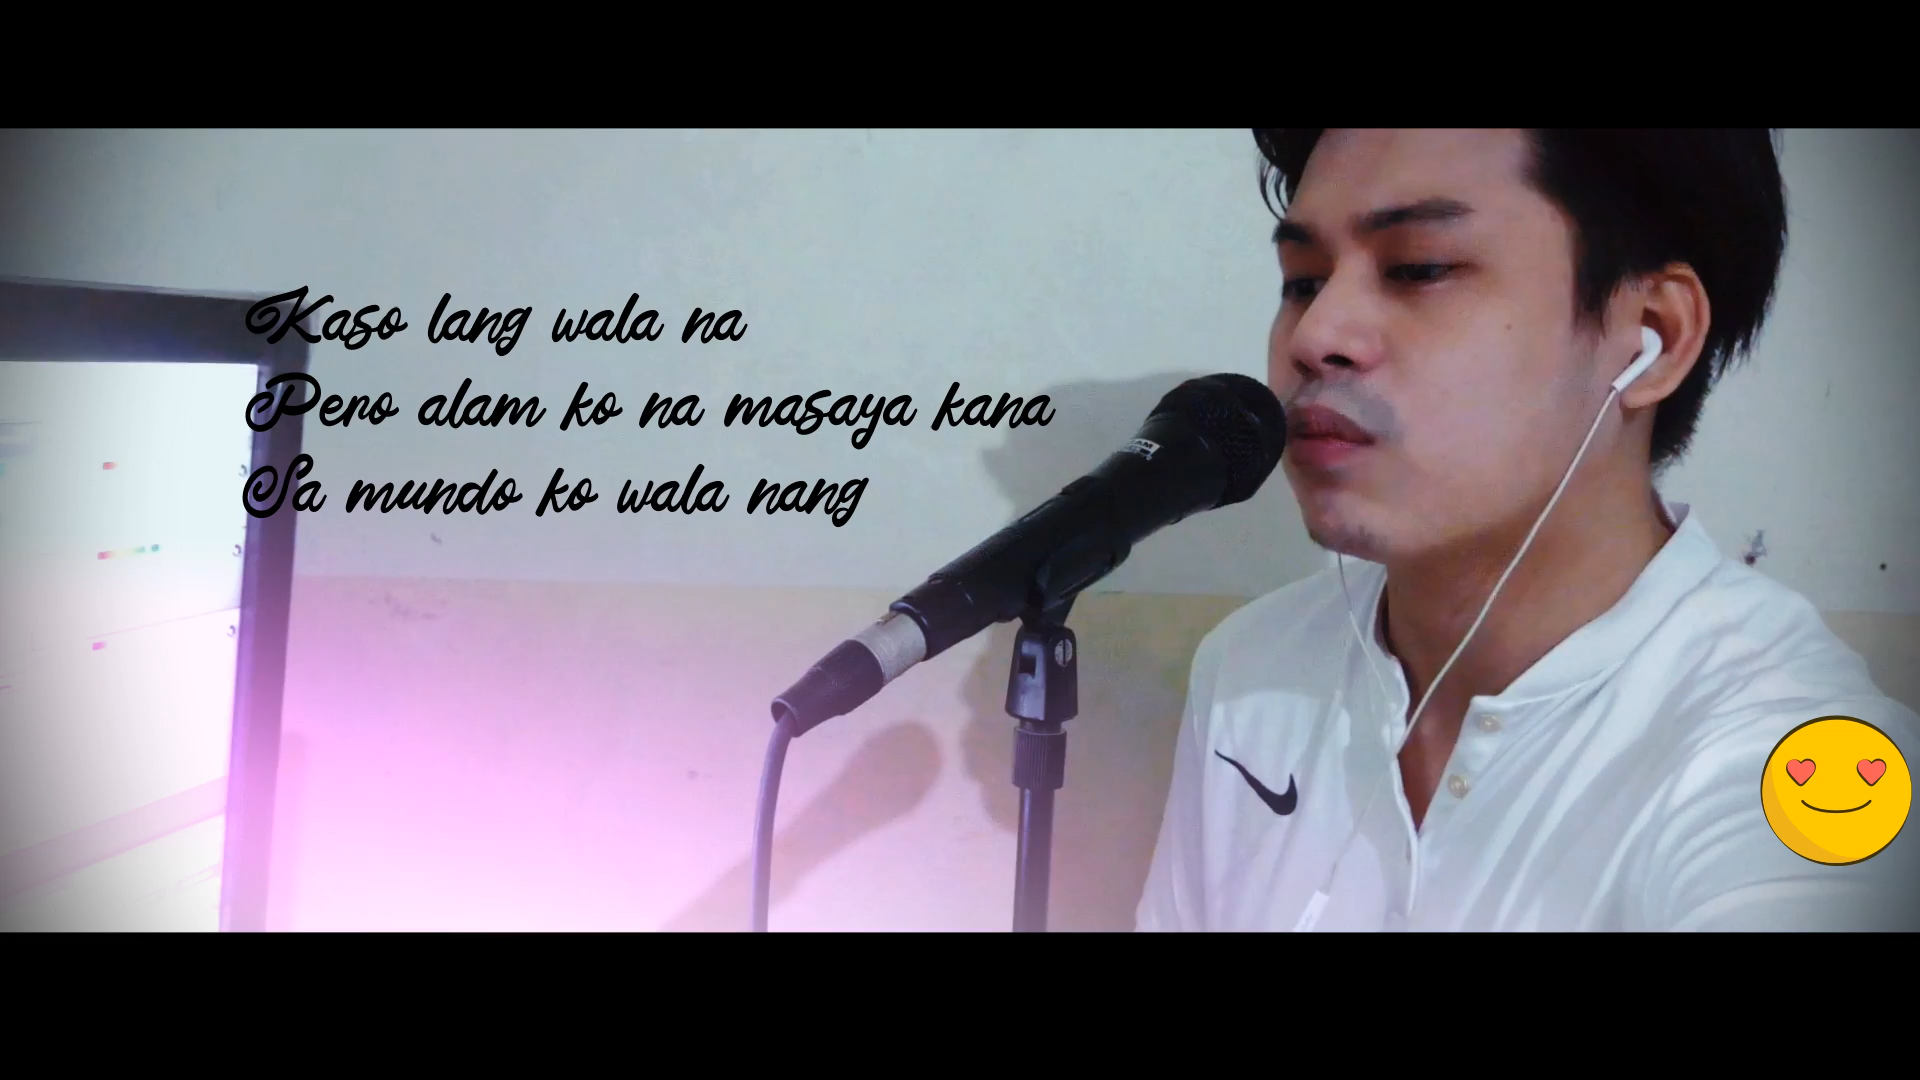 Kaso lang wala na
Pero alam ko na masaya kana
Sa mundo ko wala nang